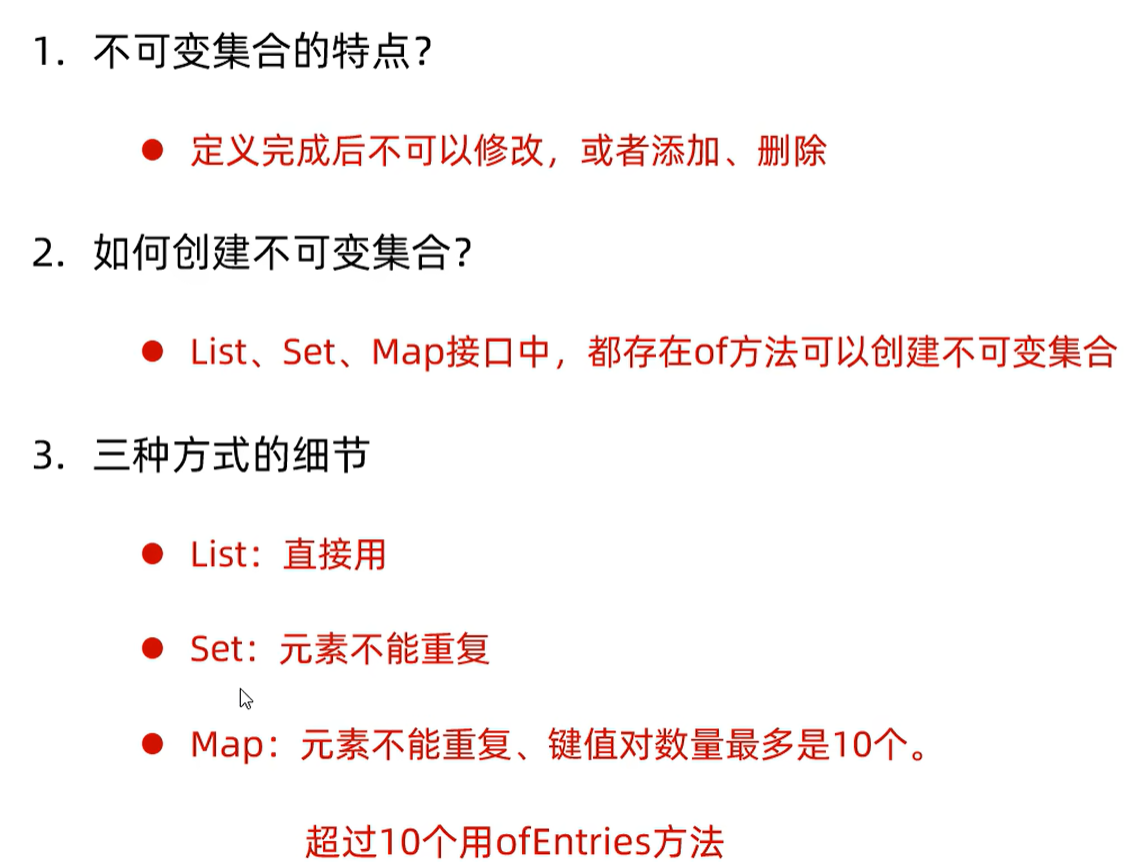 1. 不可变集合的特点？
● 定义完成后不可以修改，或者添加、删除
2. 如何创建不可变集合？
● List、Set、Map接口中，都存在of方法可以创建不可变集合
3. 三种方式的细节
● List：直接用
● Set：元素不能重复
● Map：元素不能重复、键值对数量最多是10个。
超过10个用ofEntries方法